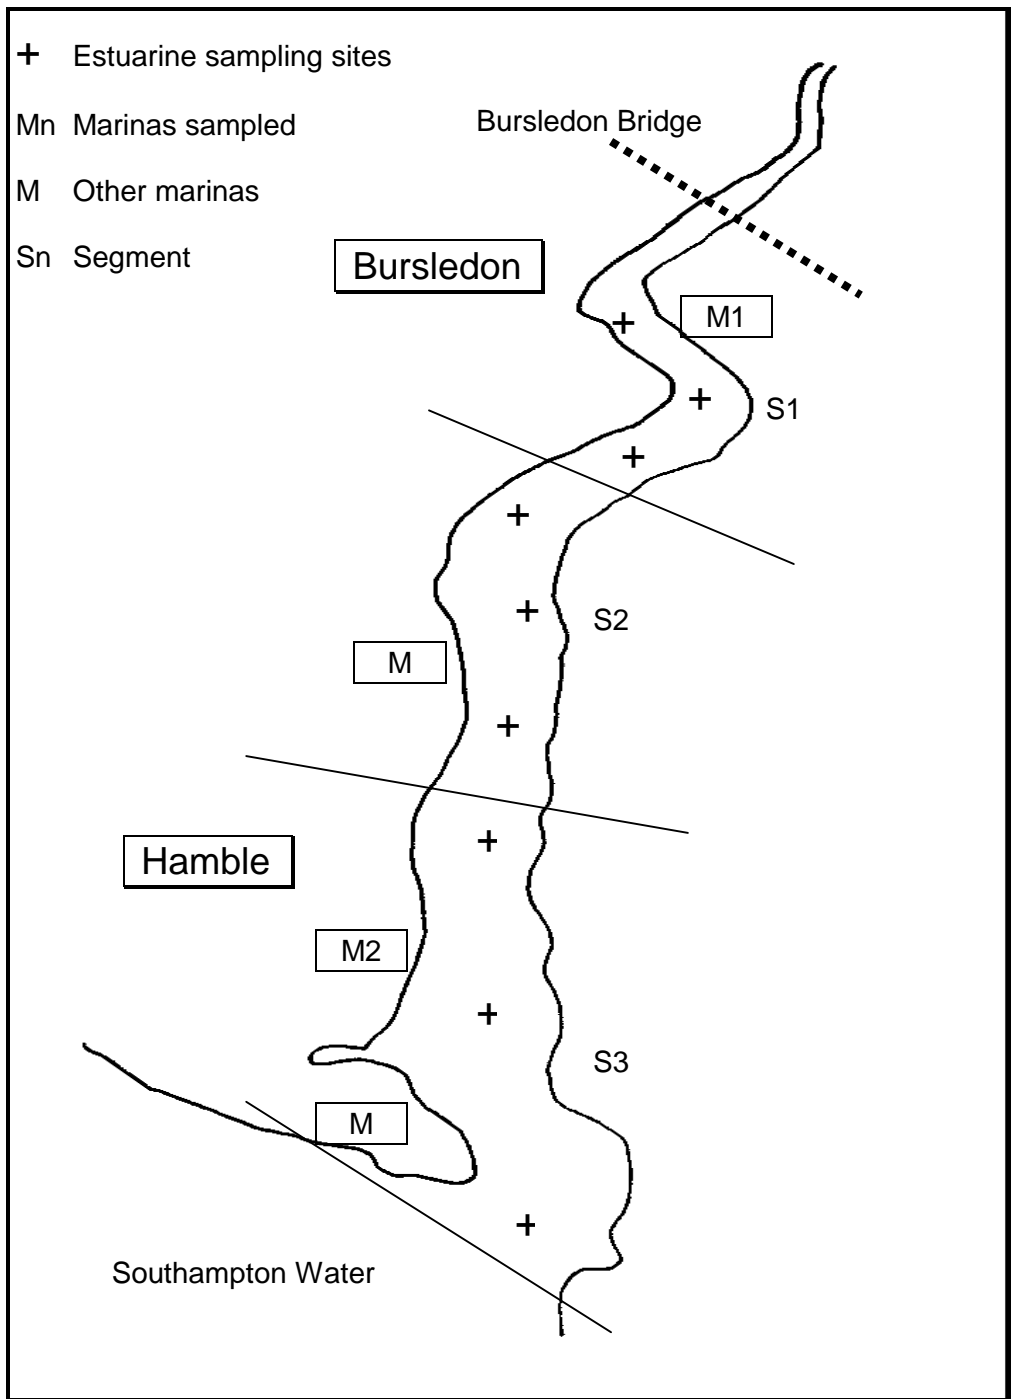 + Estuarine sampling sites
Mn Marinas sampled
M Other marinas
Sn Segment
Bursledon Bridge
Bursledon
M1
S1
S2
M
Hamble
M2
S3
M
Southampton Water